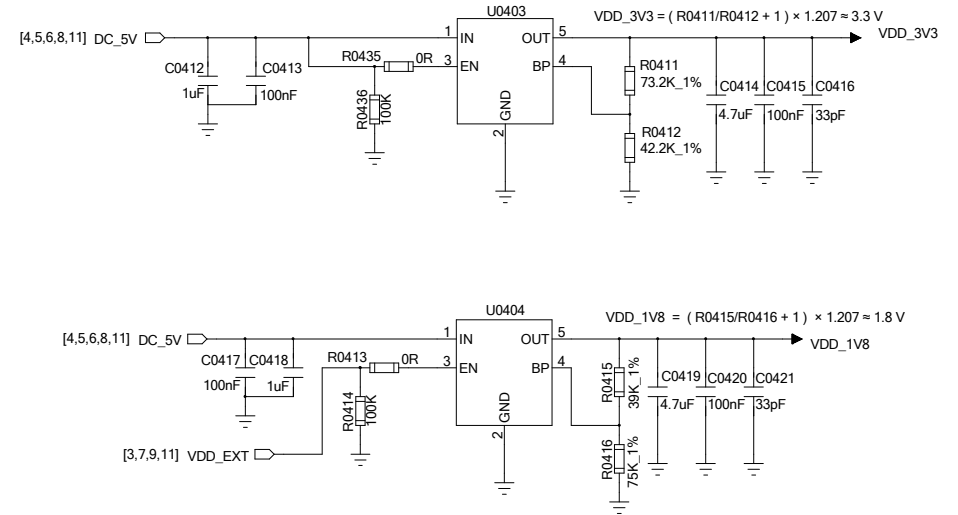 U0403
VDD_3V3 = ( R0411/R0412 + 1 ) × 1.207 ≈ 3.3 V
[4,5,6,8,11] DC_5V
1 IN
OUT 5
VDD_3V3
R0435 0R
3 EN
BP 4
C0412
1uF
C0413
100nF
R0436
100K
GND
2
R0411
73.2K_1%
R0412
42.2K_1%
C0414
4.7uF
C0415
100nF
C0416
33pF
U0404
VDD_1V8 = ( R0415/R0416 + 1 ) × 1.207 ≈ 1.8 V
[4,5,6,8,11] DC_5V
1 IN
OUT 5
VDD_1V8
C0417
100nF
C0418
1uF
R0413 0R
3 EN
BP 4
R0414
100K
GND
2
R0415
39K_1%
R0416
75K_1%
C0419
4.7uF
C0420
100nF
C0421
33pF
[3,7,9,11] VDD_EXT